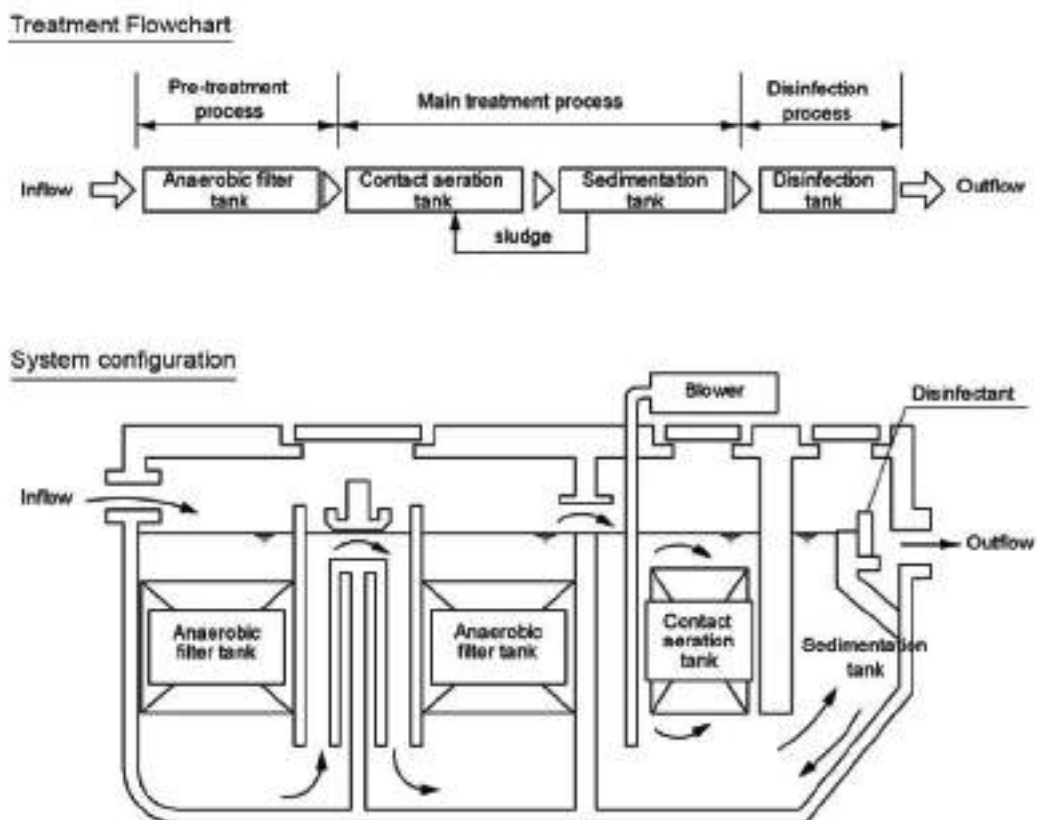 Treatment Flowchart
Pre-treatment
process
Main treatment process
Disinfection
process
Inflow
Anaerobic filter
tank
Contact aeration
tank
Sedimentation
tank
Disinfection
tank
Outflow
sludge
System configuration
Blower
Disinfectant
Inflow
Outflow
Anaerobic
filter tank
Anaerobic
filter tank
Contact
aeration
tank
Sedimentation
tank